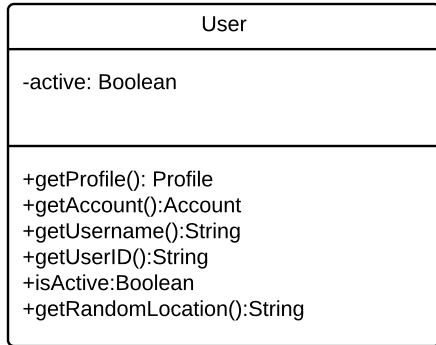 User
-active: Boolean
+getProfile(): Profile
+getAccount():Account
+getUsername():String
+getUserID():String
+isActive:Boolean
+getRandomLocation():String